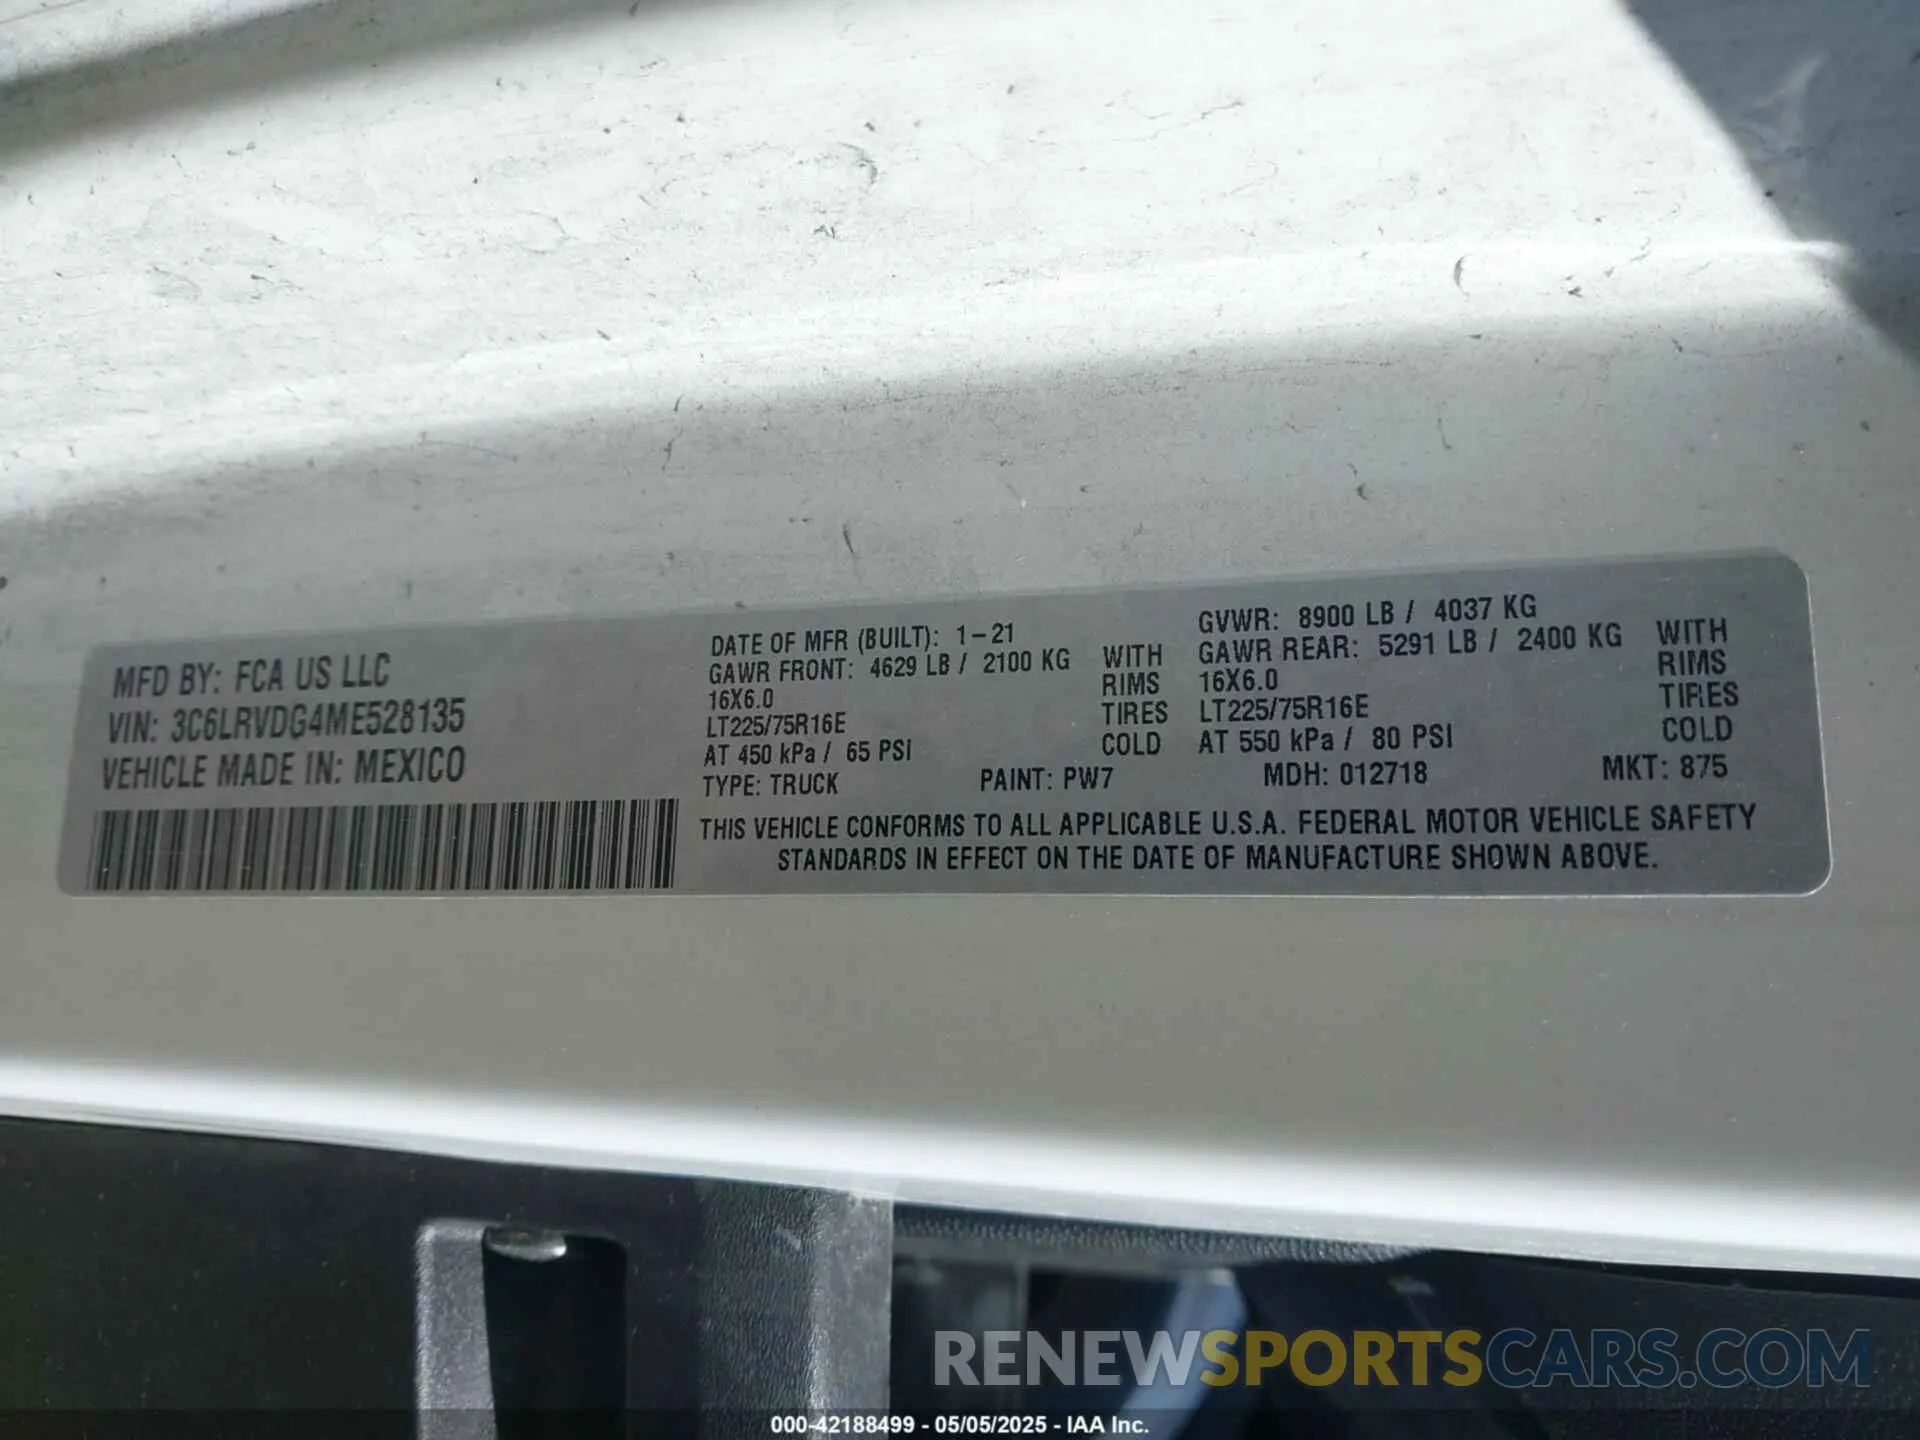 MFD BY: FCA US LLC
VIN: 3C6LRVDG4ME528135
VEHICLE MADE IN: MEXICO
DATE OF MFR (BUILT): 1-21
GAWR FRONT: 4629 LB / 2100 KG
16X6.0
LT225/75R16E
AT 450 kPa / 65 PSI
WITH
RIMS
TIRES
COLD
GVWR: 8900 LB / 4037 KG
GAWR REAR: 5291 LB / 2400 KG
16X6.0
LT225/75R16E
AT 550 kPa / 80 PSI
WITH
RIMS
TIRES
COLD
TYPE: TRUCK PAINT: PW7 MDH: 012718 MKT: 875
THIS VEHICLE CONFORMS TO ALL APPLICABLE U.S.A. FEDERAL MOTOR VEHICLE SAFETY
STANDARDS IN EFFECT ON THE DATE OF MANUFACTURE SHOWN ABOVE.
RENEWSPORTSCARS.COM
000-42188499 - 05/05/2025 - IAA Inc.